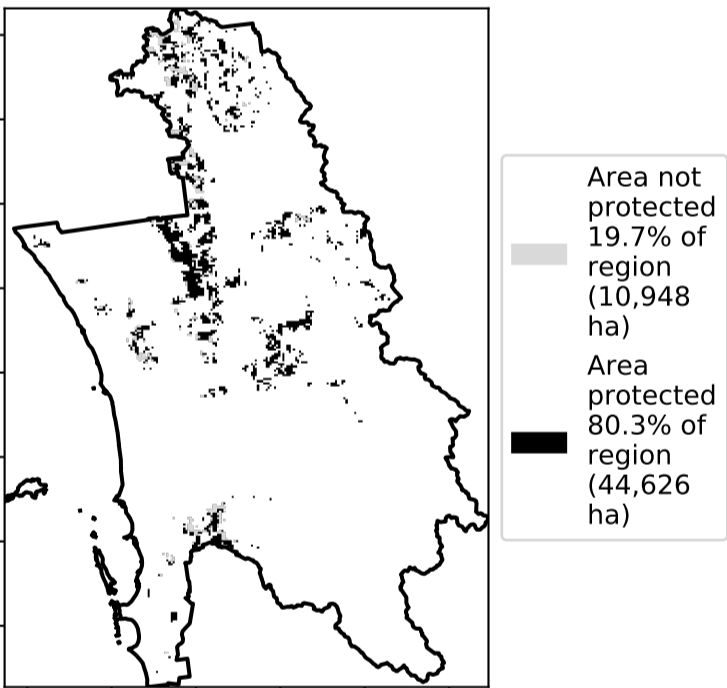 Area not
protected
19.7% of
region
(10,948
ha)
Area
protected
80.3% of
region
(44,626
ha)